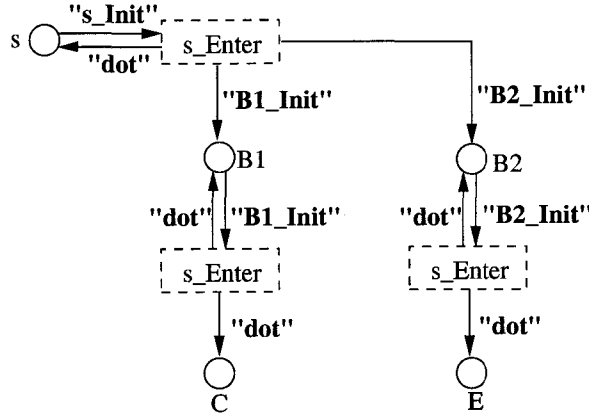 "s_Init"
s
"dot"
s_Enter
"B1_Init"
"B2_Init"
B1
B2
"dot"
"B1_Init"
"dot"
"B2_Init"
s_Enter
s_Enter
"dot"
"dot"
C
E